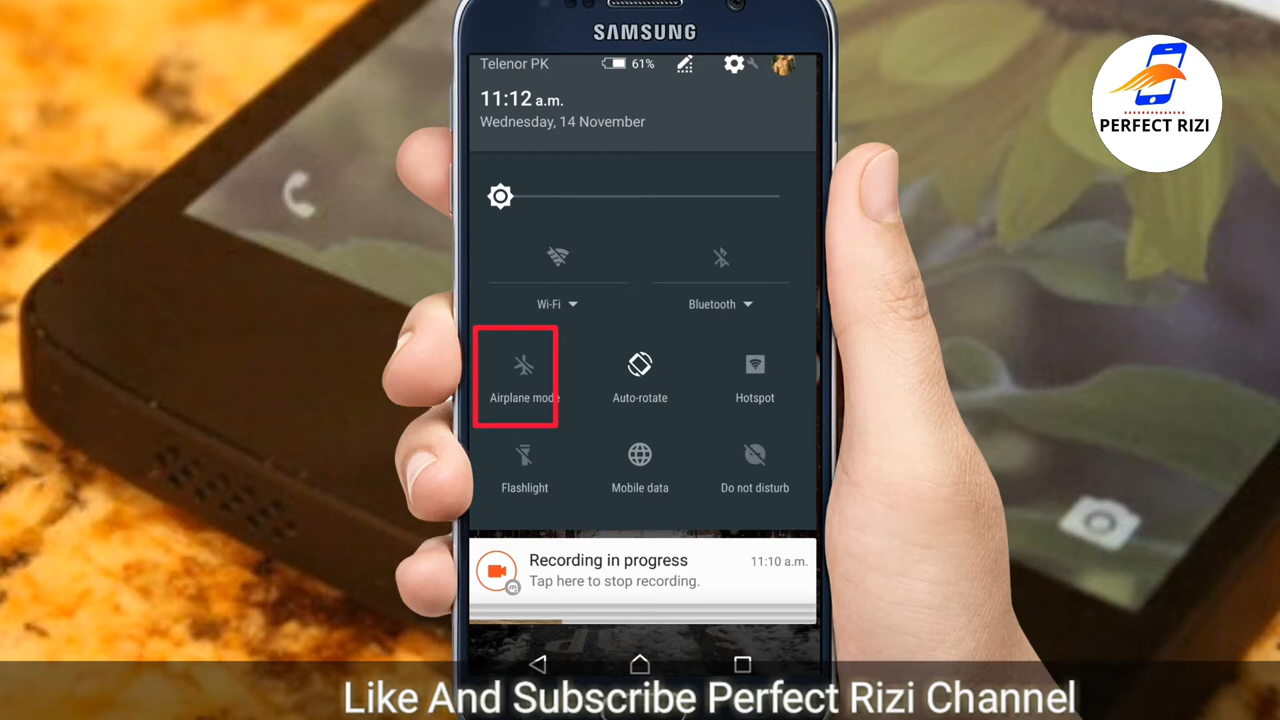 SAMSUNG
Telenor PK
61%
11:12 a.m.
Wednesday, 14 November
Wi-Fi
Bluetooth
Airplane mode
Auto-rotate
Hotspot
Flashlight
Mobile data
Do not disturb
Recording in progress
11:10 a.m.
Tap here to stop recording.
PERFECT RIZI
Like And Subscribe Perfect Rizi Channel